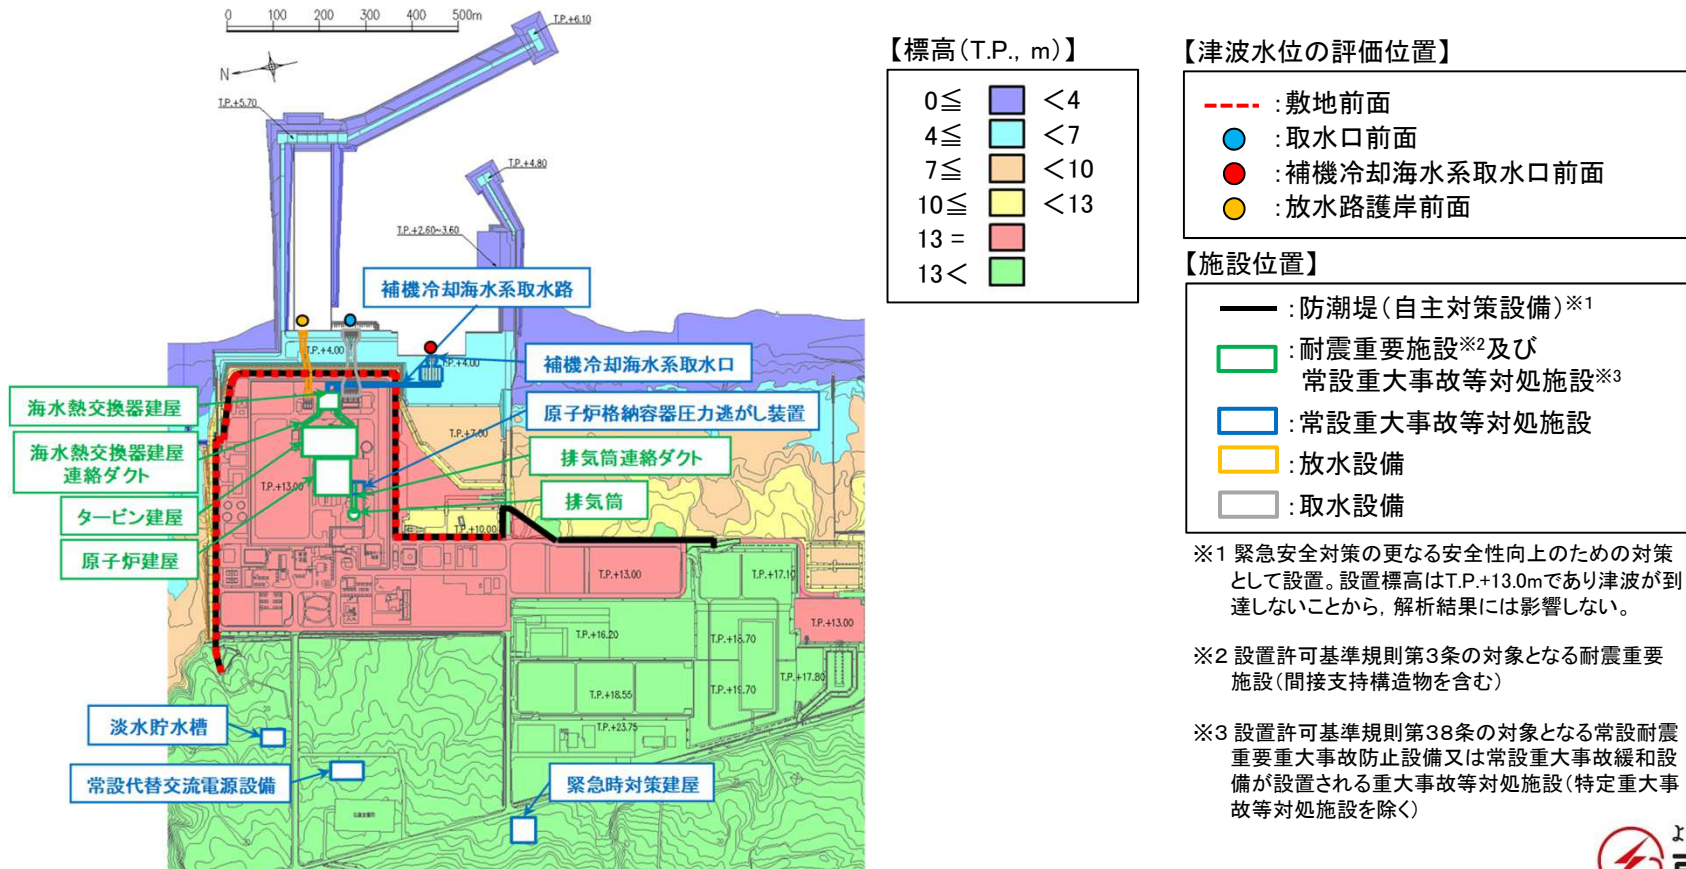 0 100 200 300 400 500m
N
T.P.+6.10
T.P.+5.70
T.P.+4.80
T.P.+2.60~3.60
補機冷却海水系取水路
T.P.+4.00
T.P.+4.00
補機冷却海水系取水口
海水熱交換器建屋
原子炉格納容器圧力逃がし装置
T.P.+7.00
海水熱交換器建屋
連絡ダクト
排気筒連絡ダクト
T.P.+13.00
排気筒
タービン建屋
T.P.+10.00
原子炉建屋
T.P.+13.00
T.P.+17.10
T.P.+13.00
T.P.+16.20
T.P.+18.70
T.P.+17.80
T.P.+18.55
T.P.+19.70
T.P.+23.75
淡水貯水槽
常設代替交流電源設備
緊急時対策建屋
【標高(T.P., m)】
0≦ <4
4≦ <7
7≦ <10
10≦ <13
13 =
13<
【津波水位の評価位置】
:敷地前面
:取水口前面
:補機冷却海水系取水口前面
:放水路護岸前面
【施設位置】
:防潮堤(自主対策設備)※1
:耐震重要施設※2及び
常設重大事故等対処施設※3
:常設重大事故等対処施設
:放水設備
:取水設備
※1 緊急安全対策の更なる安全性向上のための対策
として設置。設置標高はT.P.+13.0mであり津波が到
達しないことから,解析結果には影響しない。
※2 設置許可基準規則第3条の対象となる耐震重要
施設(間接支持構造物を含む)
※3 設置許可基準規則第38条の対象となる常設耐震
重要重大事故防止設備又は常設重大事故緩和設
備が設置される重大事故等対処施設(特定重大事
故等対処施設を除く)
よ